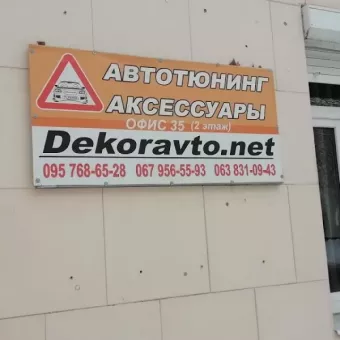 АВТОТЮНИНГ
АКСЕССУАРЫ
ОФИС 35 (2 этаж)
Dekoravto.net
095 768-65-28 067 956-55-93 063 831-09-43